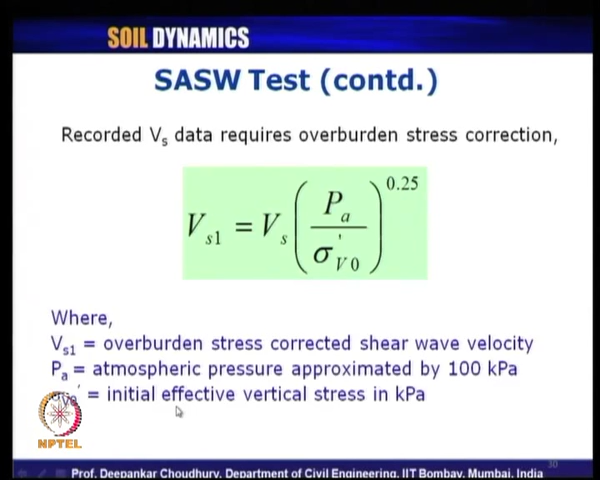 SOIL DYNAMICS
SASW Test (contd.)
Recorded Vs data requires overburden stress correction,
Vs1 = Vs (Pa / σ'V0)^0.25
Where,
Vs1 = overburden stress corrected shear wave velocity
Pa = atmospheric pressure approximated by 100 kPa
σv0' = initial effective vertical stress in kPa
NPTEL
30
Prof. Deepankar Choudhury, Department of Civil Engineering, IIT Bombay, Mumbai, India